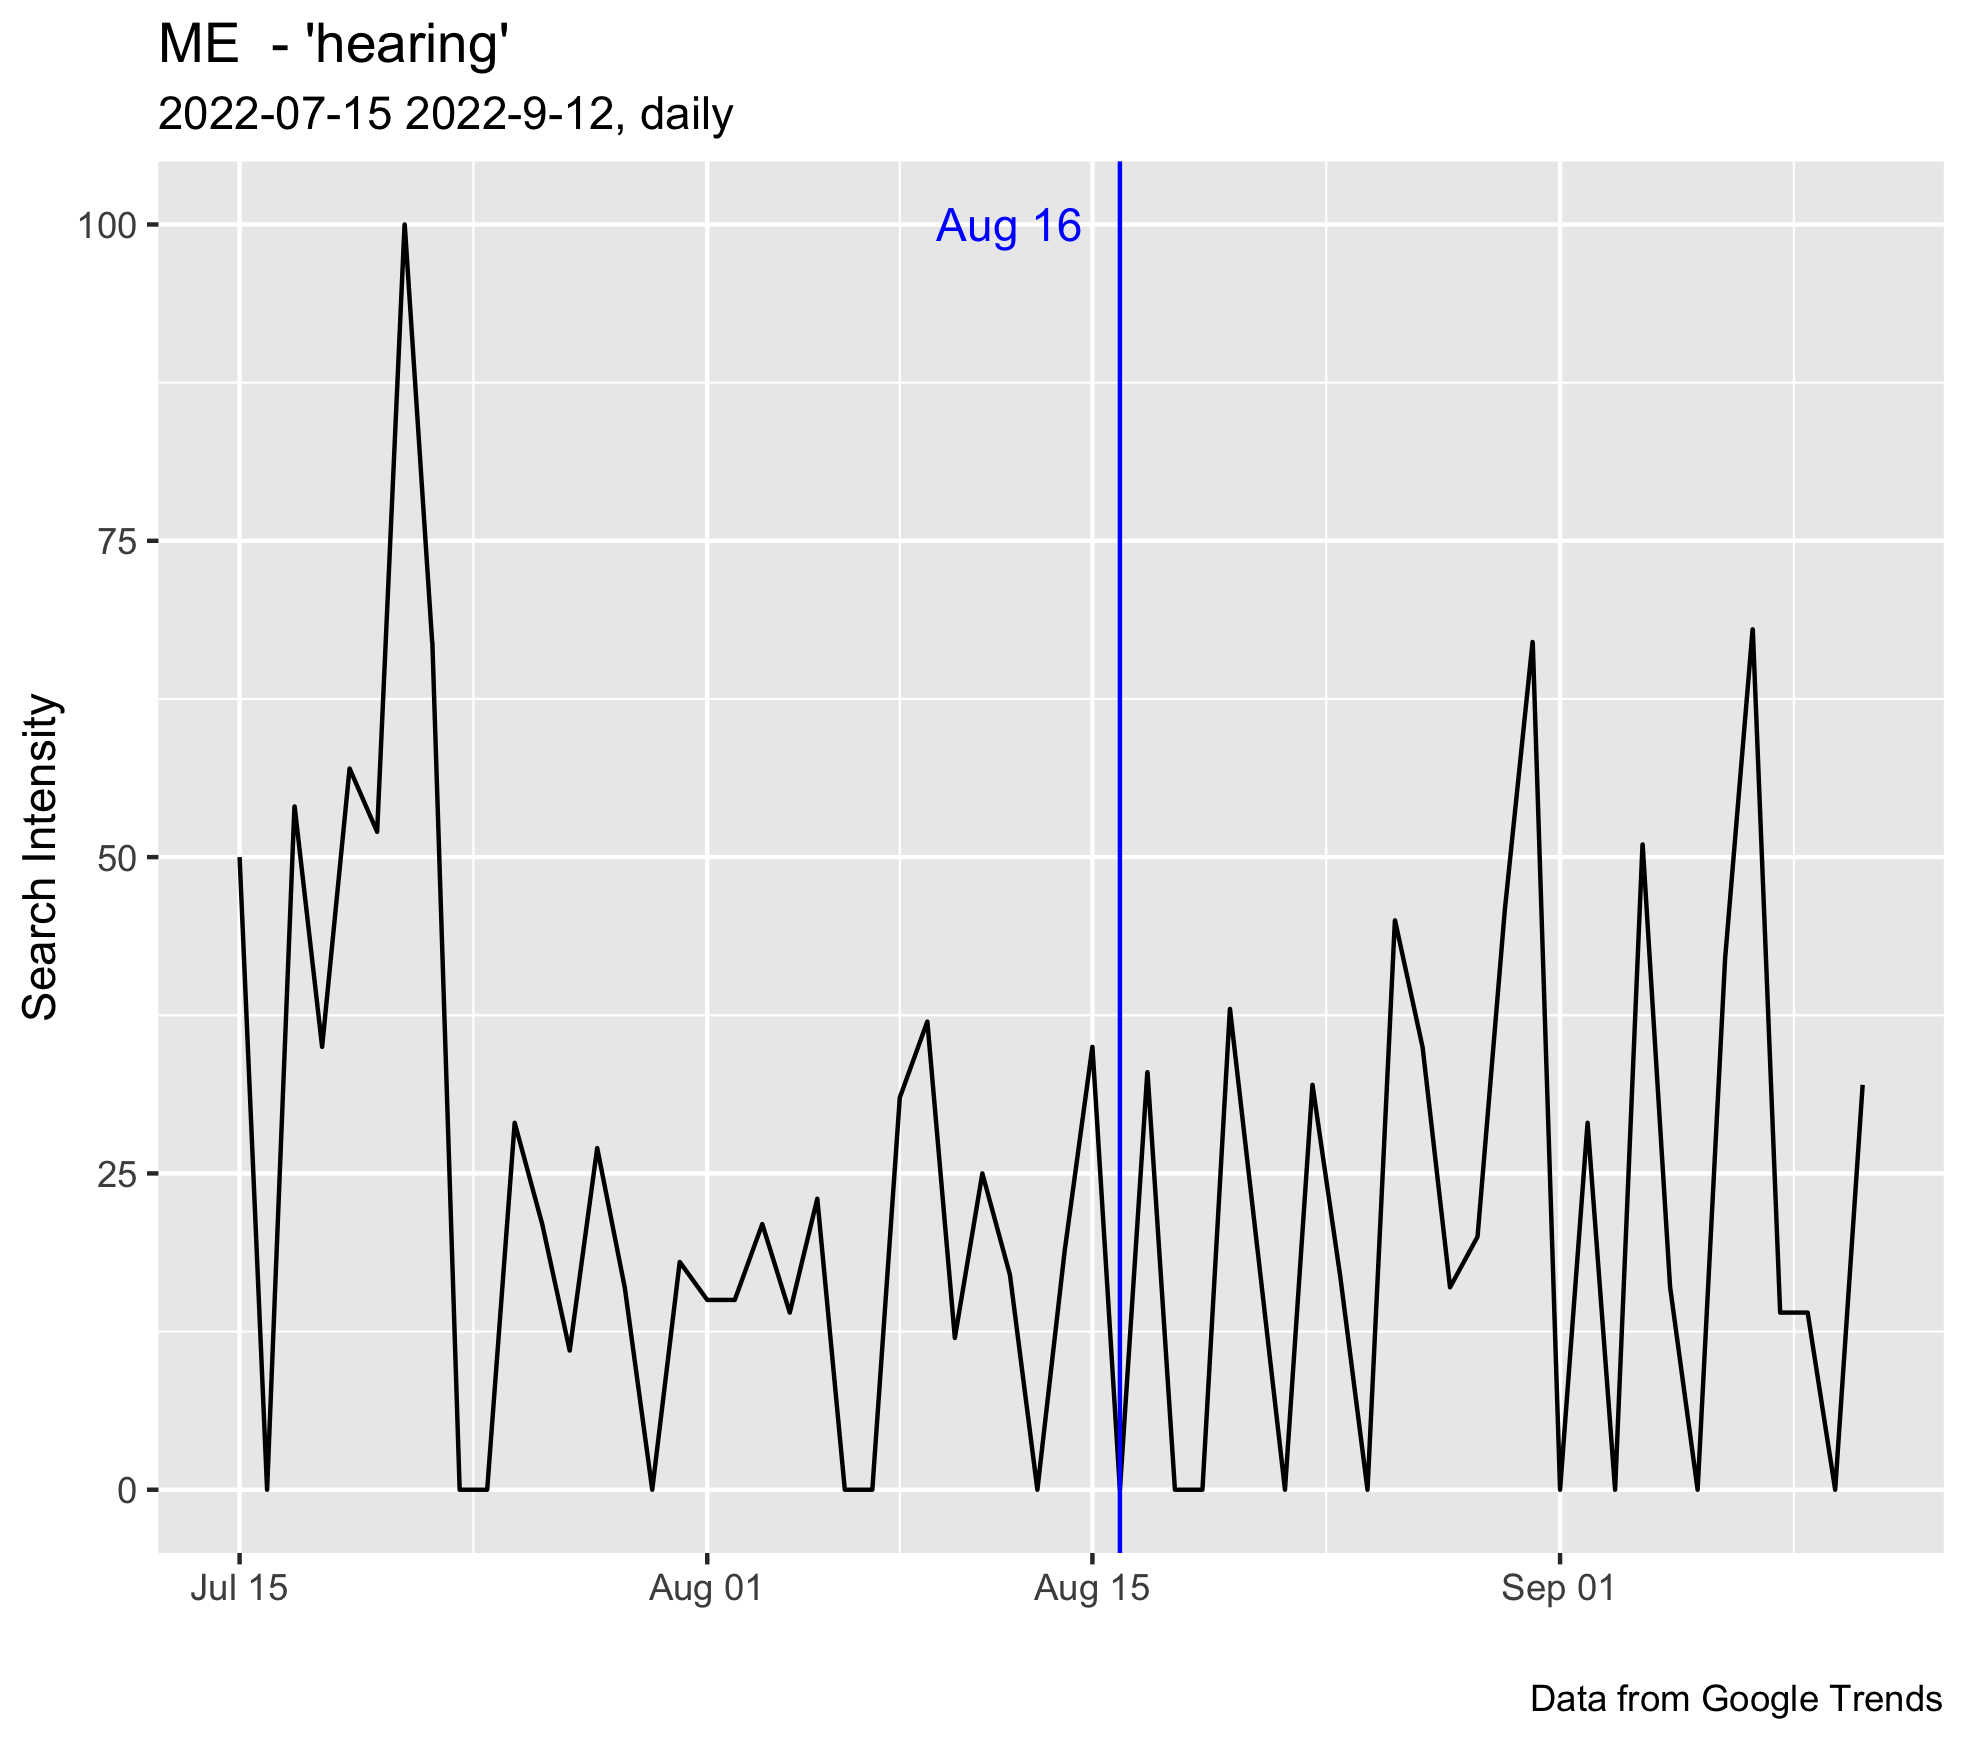 ME  - 'hearing'
2022-07-15 2022-9-12, daily
Aug 16
100
75
50
25
0
Search Intensity
Jul 15
Aug 01
Aug 15
Sep 01
Data from Google Trends